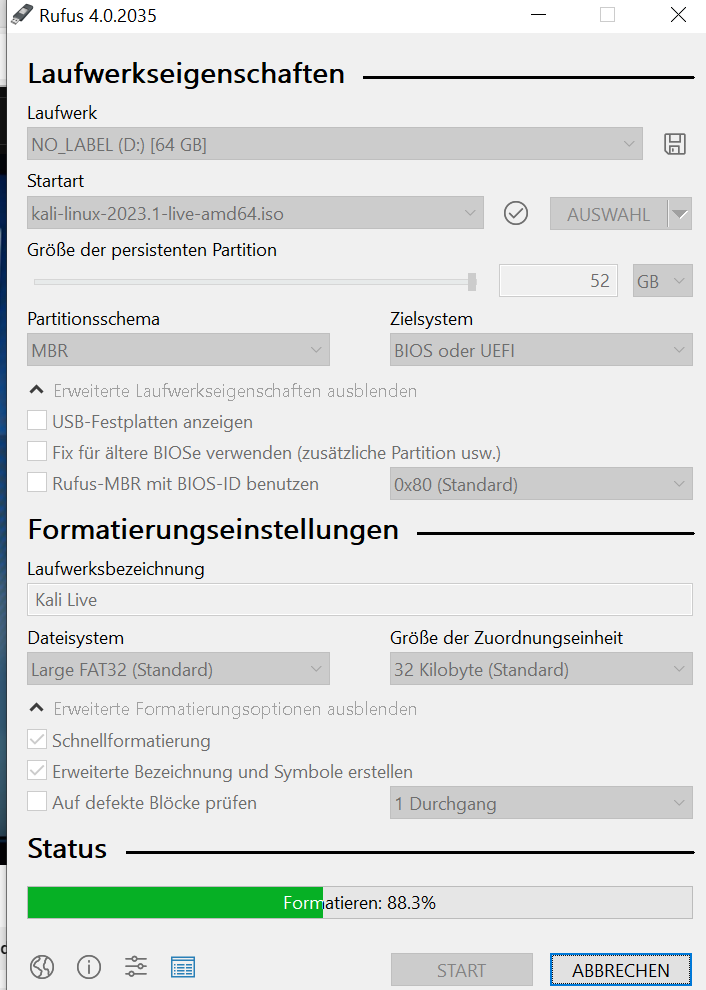 Rufus 4.0.2035
Laufwerkseigenschaften
Laufwerk
NO_LABEL (D:) [64 GB]
Startart
kali-linux-2023.1-live-amd64.iso
AUSWAHL
Größe der persistenten Partition
52 GB
Partitionsschema Zielsystem
MBR BIOS oder UEFI
Erweiterte Laufwerkseigenschaften ausblenden
USB-Festplatten anzeigen
Fix für ältere BIOSe verwenden (zusätzliche Partition usw.)
Rufus-MBR mit BIOS-ID benutzen 0x80 (Standard)
Formatierungseinstellungen
Laufwerksbezeichnung
Kali Live
Dateisystem Größe der Zuordnungseinheit
Large FAT32 (Standard) 32 Kilobyte (Standard)
Erweiterte Formatierungsoptionen ausblenden
Schnellformatierung
Erweiterte Bezeichnung und Symbole erstellen
Auf defekte Blöcke prüfen 1 Durchgang
Status
Formatieren: 88.3%
START ABBRECHEN